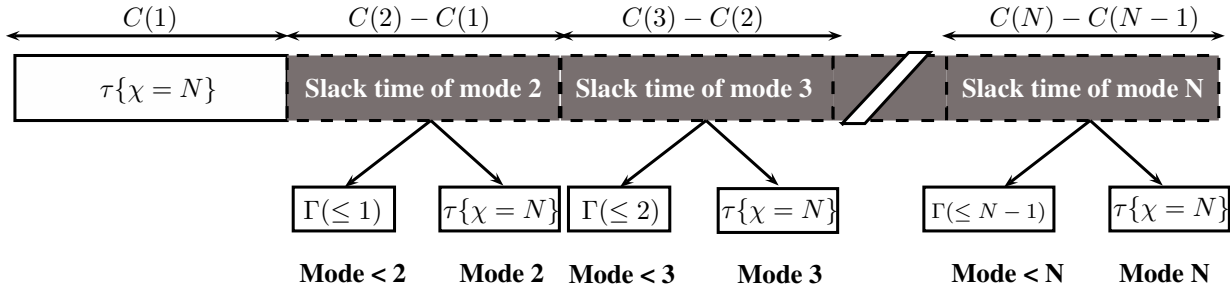 C(1) C(2) − C(1) C(3) − C(2) C(N) − C(N − 1)
τ{χ = N} Slack time of mode 2 Slack time of mode 3 Slack time of mode N
Γ(≤ 1) τ{χ = N} Γ(≤ 2) τ{χ = N} Γ(≤ N − 1) τ{χ = N}
Mode < 2 Mode 2 Mode < 3 Mode 3 Mode < N Mode N